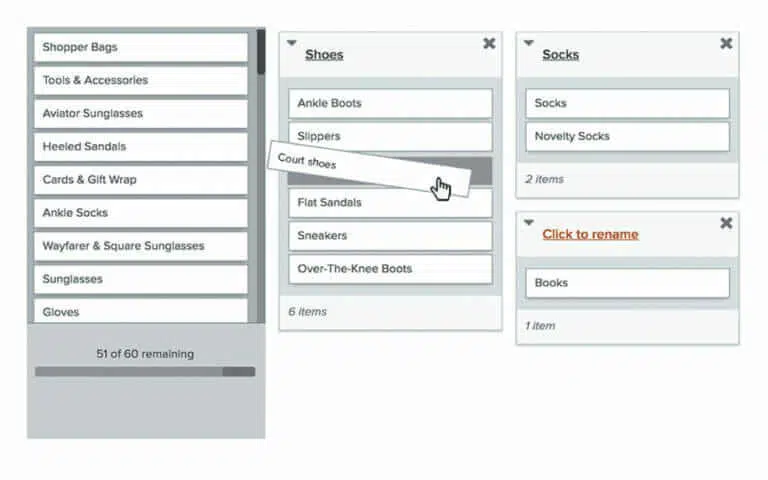 Shopper Bags
Tools & Accessories
Aviator Sunglasses
Heeled Sandals
Cards & Gift Wrap
Ankle Socks
Wayfarer & Square Sunglasses
Sunglasses
Gloves
51 of 60 remaining
Shoes
Ankle Boots
Slippers
Court shoes
Flat Sandals
Sneakers
Over-The-Knee Boots
6 items
Socks
Socks
Novelty Socks
2 items
Click to rename
Books
1 item